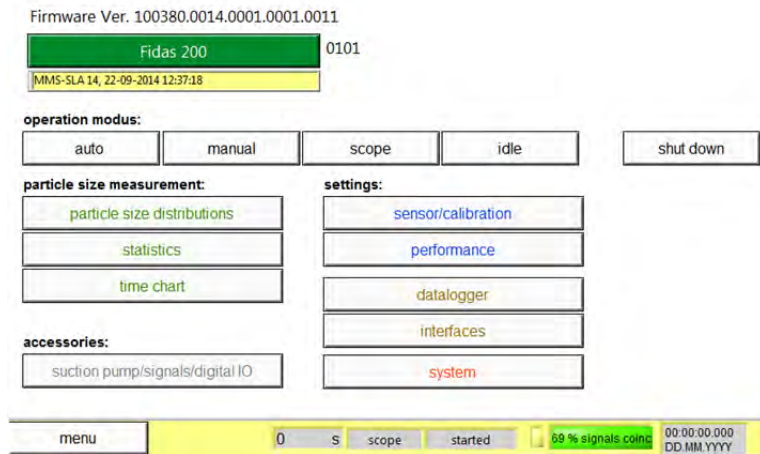 Firmware Ver. 100380.0014.0001.0001.0011
Fidas 200 0101
MMS-SLA 14, 22-09-2014 12:37:18
operation modus:
auto manual scope idle shut down
particle size measurement: settings:
particle size distributions sensor/calibration
statistics performance
time chart datalogger
interfaces
accessories:
suction pump/signals/digital IO system
menu 0 s scope started 69 % signals coinc 00:00:00.000
DD.MM.YYYY